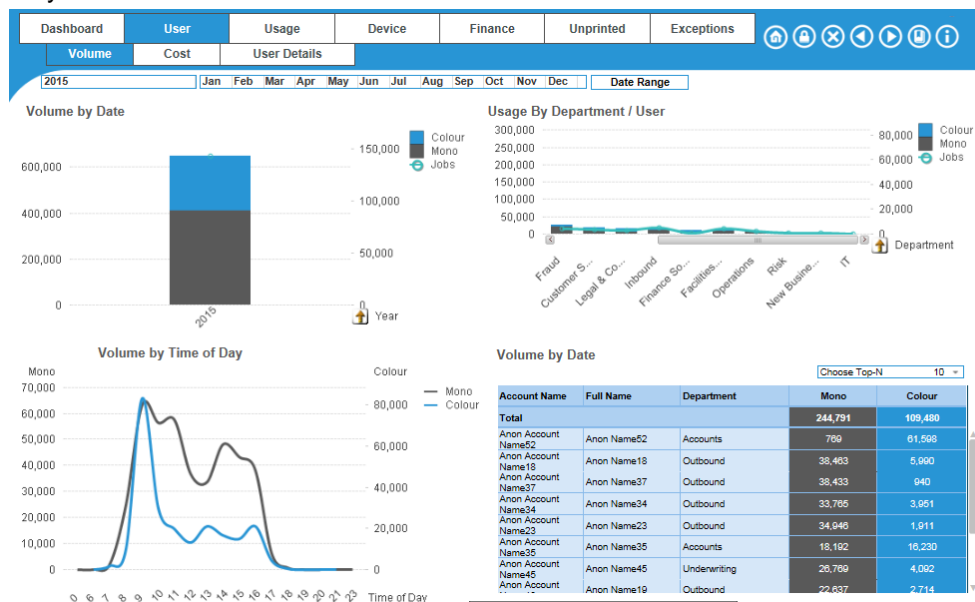 Dashboard User Usage Device Finance Unprinted Exceptions
Volume Cost User Details
2015 Jan Feb Mar Apr May Jun Jul Aug Sep Oct Nov Dec Date Range
Volume by Date
Colour
Mono
Jobs
600,000
400,000
200,000
0
150,000
100,000
50,000
0
2015
Year
Usage By Department / User
300,000
250,000
200,000
150,000
100,000
50,000
0
80,000
60,000
40,000
20,000
0
Colour
Mono
Jobs
Department
Fraud
Customer S...
Legal & Co...
Inbound
Finance So...
Facilities...
Operations
Risk
New Busine...
IT
Volume by Time of Day
Mono
Colour
70,000
60,000
50,000
40,000
30,000
20,000
10,000
0
80,000
60,000
40,000
20,000
0
Mono
Colour
0 6 7 8 9 10 11 12 13 14 15 16 17 18 19 20 21 23 Time of Day
Volume by Date
Choose Top-N 10
Account Name Full Name Department Mono Colour
Total 244,791 109,480
Anon Account Name52 Anon Name52 Accounts 769 61,598
Anon Account Name18 Anon Name18 Outbound 38,463 5,990
Anon Account Name37 Anon Name37 Outbound 38,433 940
Anon Account Name34 Anon Name34 Outbound 33,765 3,951
Anon Account Name23 Anon Name23 Outbound 34,946 1,911
Anon Account Name35 Anon Name35 Accounts 18,192 16,230
Anon Account Name45 Anon Name45 Underwriting 26,769 4,092
Anon Account Anon Name19 Outbound 22,637 2,714